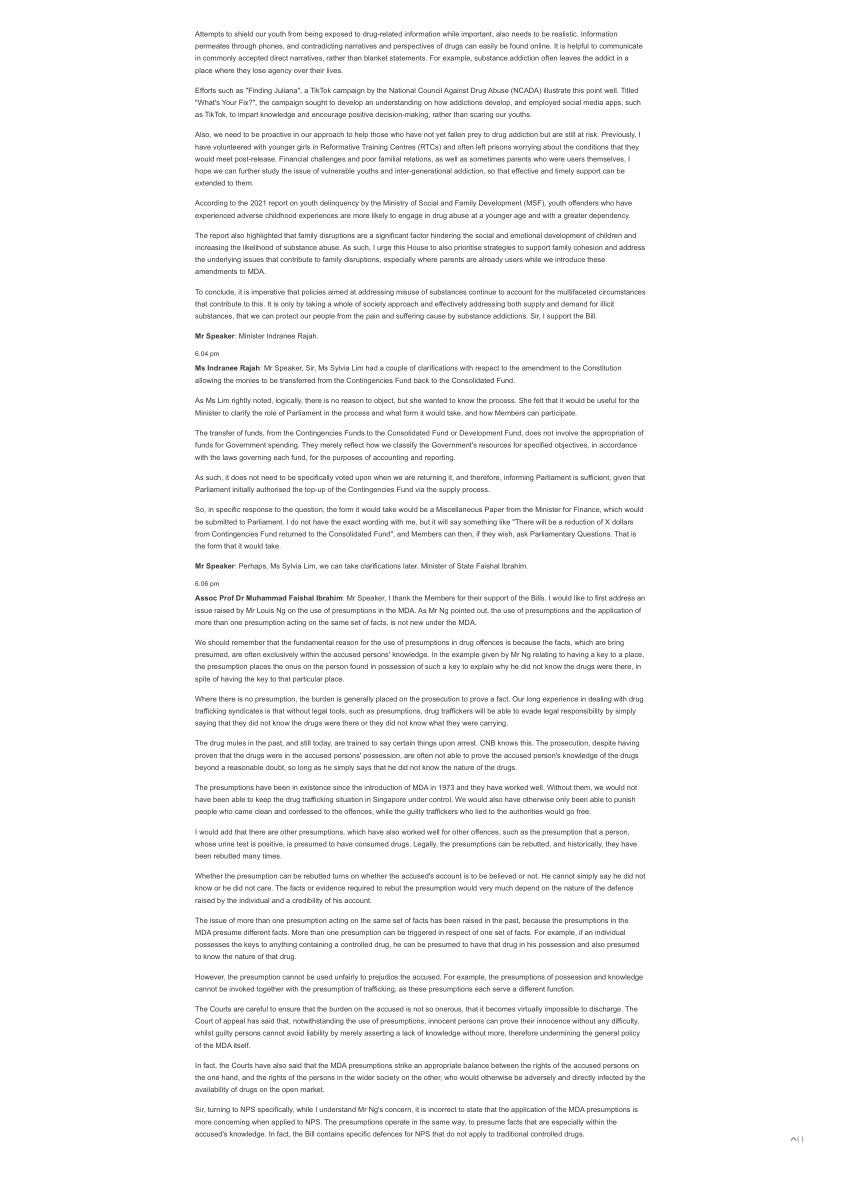 Attempts to shield our youth from being exposed to drug-related information while important, also needs to be realistic. Information
permeates through phones, and contradicting narratives and perspectives of drugs can easily be found online. It is helpful to communicate
in commonly accepted direct narratives, rather than blanket statements. For example, substance addiction often leaves the addict in a
place where they lose agency over their lives.
Efforts such as "Finding Juliana", a TikTok campaign by the National Council Against Drug Abuse (NCADA) illustrate this point well. Titled
"What's Your Fix?", the campaign sought to develop an understanding on how addictions develop, and employed social media apps, such
as TikTok, to impart knowledge and encourage positive decision-making, rather than scaring our youths.
Also, we need to be proactive in our approach to help those who have not yet fallen prey to drug addiction but are still at risk. Previously, I
have volunteered with younger girls in Reformative Training Centres (RTCs) and often left prisons worrying about the conditions that they
would meet post-release. Financial challenges and poor familial relations, as well as sometimes parents who were users themselves, I
hope we can further study the issue of vulnerable youths and inter-generational addiction, so that effective and timely support can be
extended to them.
According to the 2021 report on youth delinquency by the Ministry of Social and Family Development (MSF), youth offenders who have
experienced adverse childhood experiences are more likely to engage in drug abuse at a younger age and with a greater dependency.
The report also highlighted that family disruptions are a significant factor hindering the social and emotional development of children and
increasing the likelihood of substance abuse. As such, I urge this House to also prioritise strategies to support family cohesion and address
the underlying issues that contribute to family disruptions, especially where parents are already users while we introduce these
amendments to MDA.
To conclude, it is imperative that policies aimed at addressing misuse of substances continue to account for the multifaceted circumstances
that contribute to this. It is only by taking a whole of society approach and effectively addressing both supply and demand for illicit
substances, that we can protect our people from the pain and suffering cause by substance addictions. Sir, I support the Bill.
Mr Speaker: Minister Indranee Rajah.
6.04 pm
Ms Indranee Rajah: Mr Speaker, Sir, Ms Sylvia Lim had a couple of clarifications with respect to the amendment to the Constitution
allowing the monies to be transferred from the Contingencies Fund back to the Consolidated Fund.
As Ms Lim rightly noted, logically, there is no reason to object, but she wanted to know the process. She felt that it would be useful for the
Minister to clarify the role of Parliament in the process and what form it would take, and how Members can participate.
The transfer of funds, from the Contingencies Funds to the Consolidated Fund or Development Fund, does not involve the appropriation of
funds for Government spending. They merely reflect how we classify the Government's resources for specified objectives, in accordance
with the laws governing each fund, for the purposes of accounting and reporting.
As such, it does not need to be specifically voted upon when we are returning it, and therefore, informing Parliament is sufficient, given that
Parliament initially authorised the top-up of the Contingencies Fund via the supply process.
So, in specific response to the question, the form it would take would be a Miscellaneous Paper from the Minister for Finance, which would
be submitted to Parliament. I do not have the exact wording with me, but it will say something like "There will be a reduction of X dollars
from Contingencies Fund returned to the Consolidated Fund", and Members can then, if they wish, ask Parliamentary Questions. That is
the form that it would take.
Mr Speaker: Perhaps, Ms Sylvia Lim, we can take clarifications later. Minister of State Faishal Ibrahim.
6.06 pm
Assoc Prof Dr Muhammad Faishal Ibrahim: Mr Speaker, I thank the Members for their support of the Bills. I would like to first address an
issue raised by Mr Louis Ng on the use of presumptions in the MDA. As Mr Ng pointed out, the use of presumptions and the application of
more than one presumption acting on the same set of facts, is not new under the MDA.
We should remember that the fundamental reason for the use of presumptions in drug offences is because the facts, which are bring
presumed, are often exclusively within the accused persons' knowledge. In the example given by Mr Ng relating to having a key to a place,
the presumption places the onus on the person found in possession of such a key to explain why he did not know the drugs were there, in
spite of having the key to that particular place.
Where there is no presumption, the burden is generally placed on the prosecution to prove a fact. Our long experience in dealing with drug
trafficking syndicates is that without legal tools, such as presumptions, drug traffickers will be able to evade legal responsibility by simply
saying that they did not know the drugs were there or they did not know what they were carrying.
The drug mules in the past, and still today, are trained to say certain things upon arrest. CNB knows this. The prosecution, despite having
proven that the drugs were in the accused persons' possession, are often not able to prove the accused person's knowledge of the drugs
beyond a reasonable doubt, so long as he simply says that he did not know the nature of the drugs.
The presumptions have been in existence since the introduction of MDA in 1973 and they have worked well. Without them, we would not
have been able to keep the drug trafficking situation in Singapore under control. We would also have otherwise only been able to punish
people who came clean and confessed to the offences, while the guilty traffickers who lied to the authorities would go free.
I would add that there are other presumptions, which have also worked well for other offences, such as the presumption that a person,
whose urine test is positive, is presumed to have consumed drugs. Legally, the presumptions can be rebutted, and historically, they have
been rebutted many times.
Whether the presumption can be rebutted turns on whether the accused's account is to be believed or not. He cannot simply say he did not
know or he did not care. The facts or evidence required to rebut the presumption would very much depend on the nature of the defence
raised by the individual and a credibility of his account.
The issue of more than one presumption acting on the same set of facts has been raised in the past, because the presumptions in the
MDA presume different facts. More than one presumption can be triggered in respect of one set of facts. For example, if an individual
possesses the keys to anything containing a controlled drug, he can be presumed to have that drug in his possession and also presumed
to know the nature of that drug.
However, the presumption cannot be used unfairly to prejudice the accused. For example, the presumptions of possession and knowledge
cannot be invoked together with the presumption of trafficking, as these presumptions each serve a different function.
The Courts are careful to ensure that the burden on the accused is not so onerous, that it becomes virtually impossible to discharge. The
Court of appeal has said that, notwithstanding the use of presumptions, innocent persons can prove their innocence without any difficulty,
whilst guilty persons cannot avoid liability by merely asserting a lack of knowledge without more, therefore undermining the general policy
of the MDA itself.
In fact, the Courts have also said that the MDA presumptions strike an appropriate balance between the rights of the accused persons on
the one hand, and the rights of the persons in the wider society on the other, who would otherwise be adversely and directly infected by the
availability of drugs on the open market.
Sir, turning to NPS specifically, while I understand Mr Ng's concern, it is incorrect to state that the application of the MDA presumptions is
more concerning when applied to NPS. The presumptions operate in the same way, to presume facts that are especially within the
accused's knowledge. In fact, the Bill contains specific defences for NPS that do not apply to traditional controlled drugs.
^( )